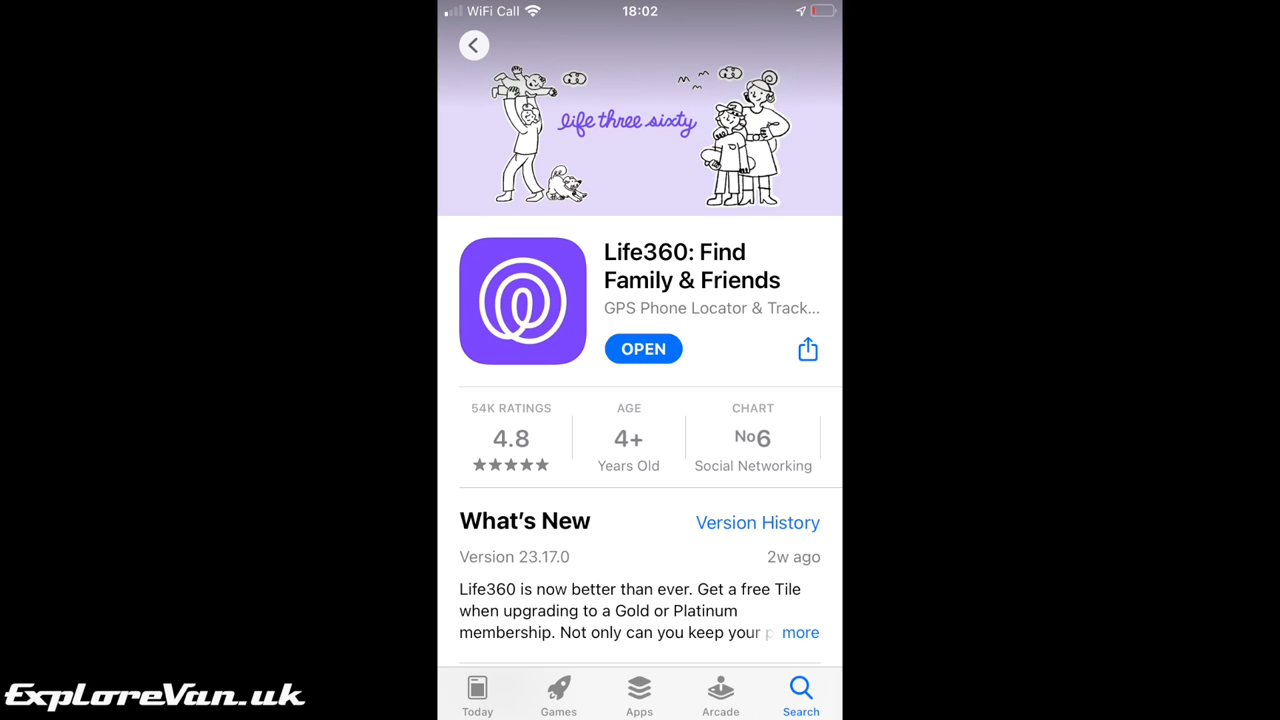 WiFi Call
18:02
life three sixty
Life360: Find
Family & Friends
GPS Phone Locator & Track...
OPEN
54K RATINGS
AGE
CHART
4.8
4+
No6
★★★★★
Years Old
Social Networking
What's New
Version History
Version 23.17.0
2w ago
Life360 is now better than ever. Get a free Tile
when upgrading to a Gold or Platinum
membership. Not only can you keep your p more
Today
Games
Apps
Arcade
Search
ExploreVan.uk